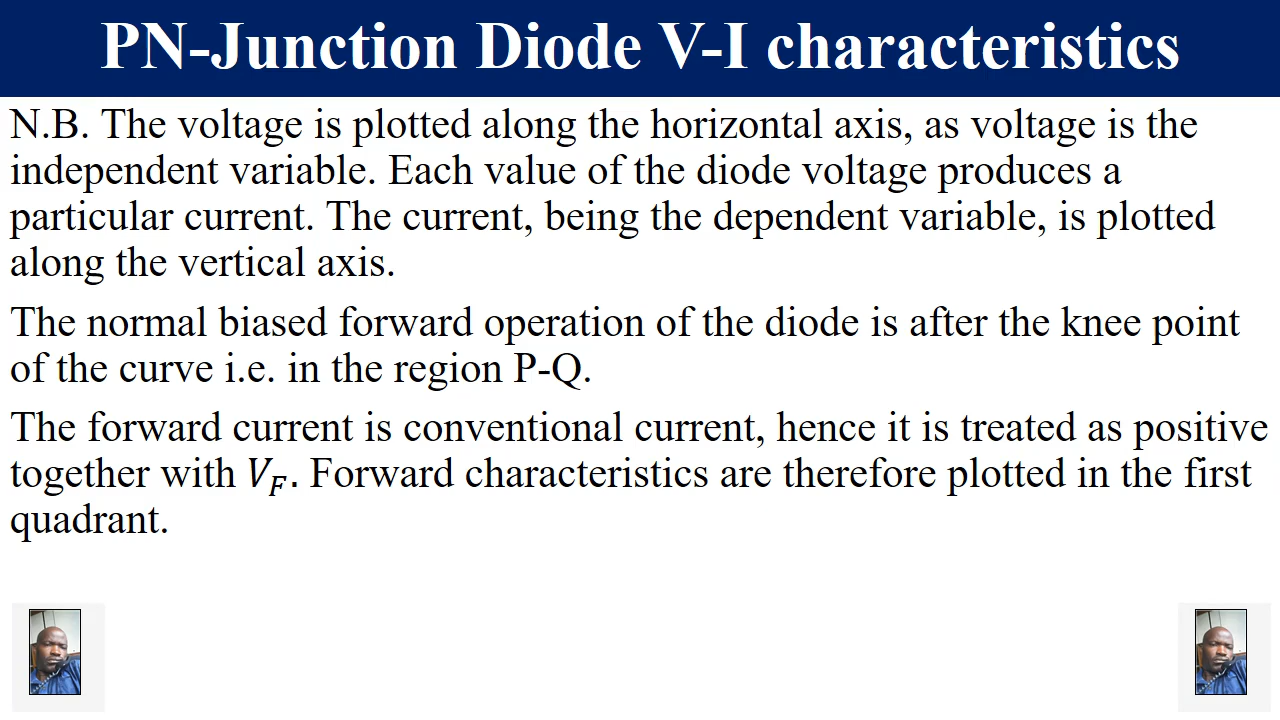 PN-Junction Diode V-I characteristics
N.B. The voltage is plotted along the horizontal axis, as voltage is the
independent variable. Each value of the diode voltage produces a
particular current. The current, being the dependent variable, is plotted
along the vertical axis.
The normal biased forward operation of the diode is after the knee point
of the curve i.e. in the region P-Q.
The forward current is conventional current, hence it is treated as positive
together with V_F. Forward characteristics are therefore plotted in the first
quadrant.